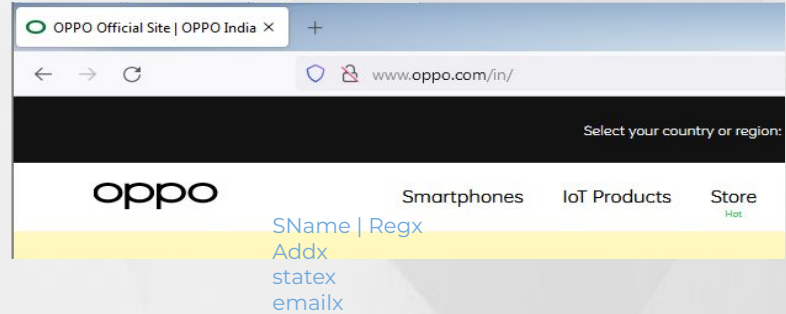 OPPO Official Site | OPPO India ×
www.oppo.com/in/
Select your country or region:
oppo
Smartphones IoT Products Store
Hot
SName | Regx
Addx
statex
emailx